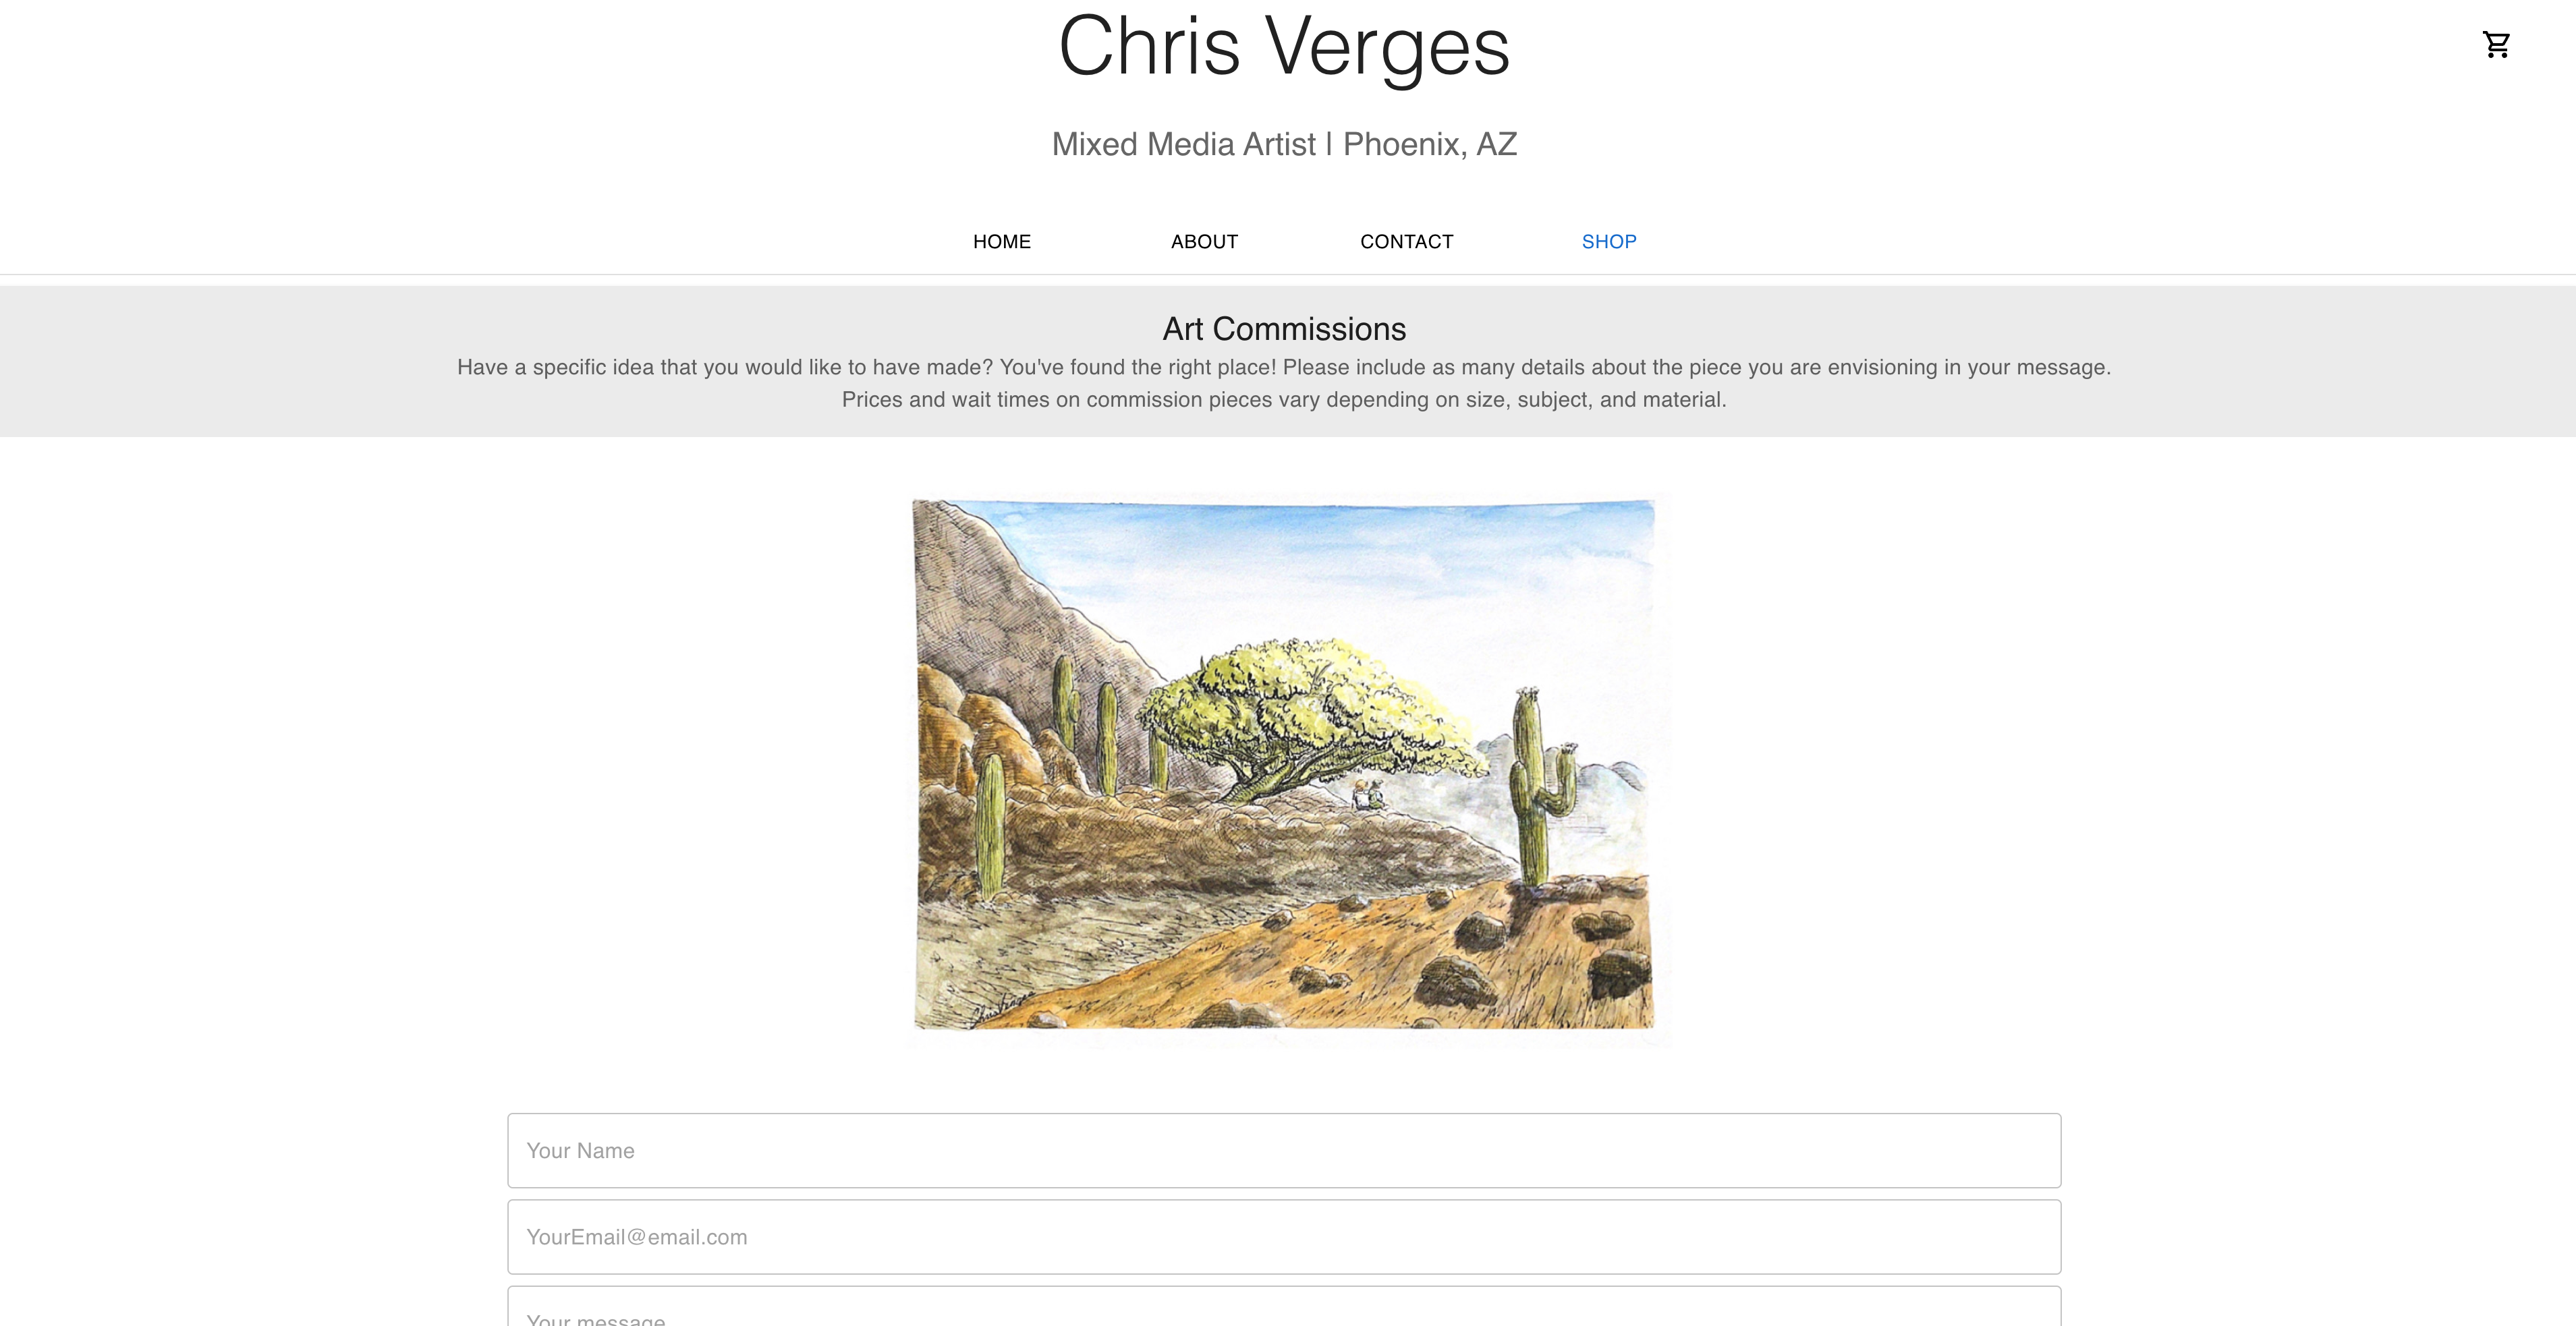 Chris Verges
Mixed Media Artist | Phoenix, AZ
HOME ABOUT CONTACT SHOP
Art Commissions
Have a specific idea that you would like to have made? You've found the right place! Please include as many details about the piece you are envisioning in your message.
Prices and wait times on commission pieces vary depending on size, subject, and material.
Chris Verges
Your Name
YourEmail@email.com
Your message